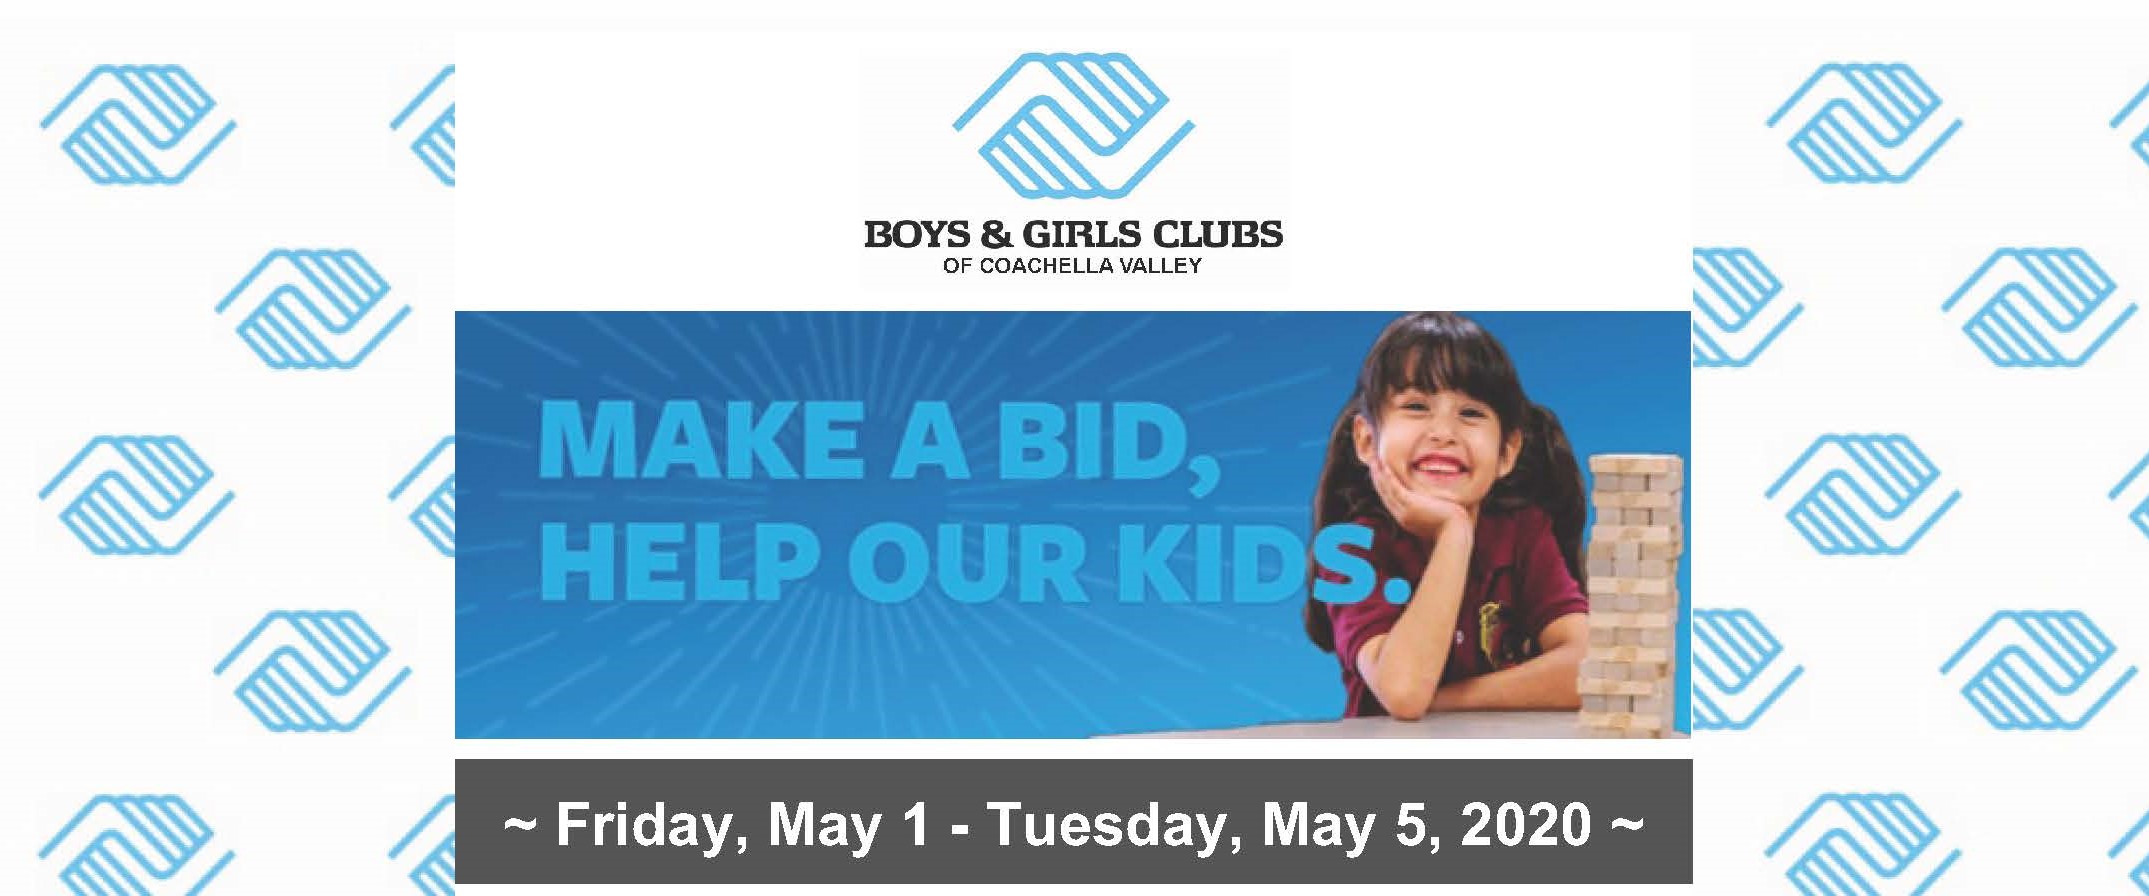 BOYS & GIRLS CLUBS
OF COACHELLA VALLEY
MAKE A BID,
HELP OUR KIDS.
~ Friday, May 1 - Tuesday, May 5, 2020 ~